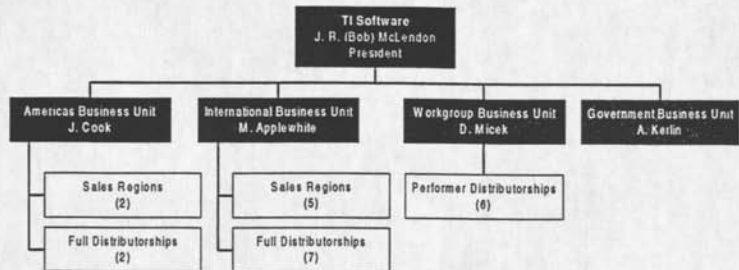 TI Software
J. R. (Bob) McLendon
President
Americas Business Unit
J. Cook
International Business Unit
M. Applewhite
Workgroup Business Unit
D. Micek
Government Business Unit
A. Kerlin
Sales Regions
(2)
Sales Regions
(5)
Performer Distributorships
(6)
Full Distributorships
(2)
Full Distributorships
(7)